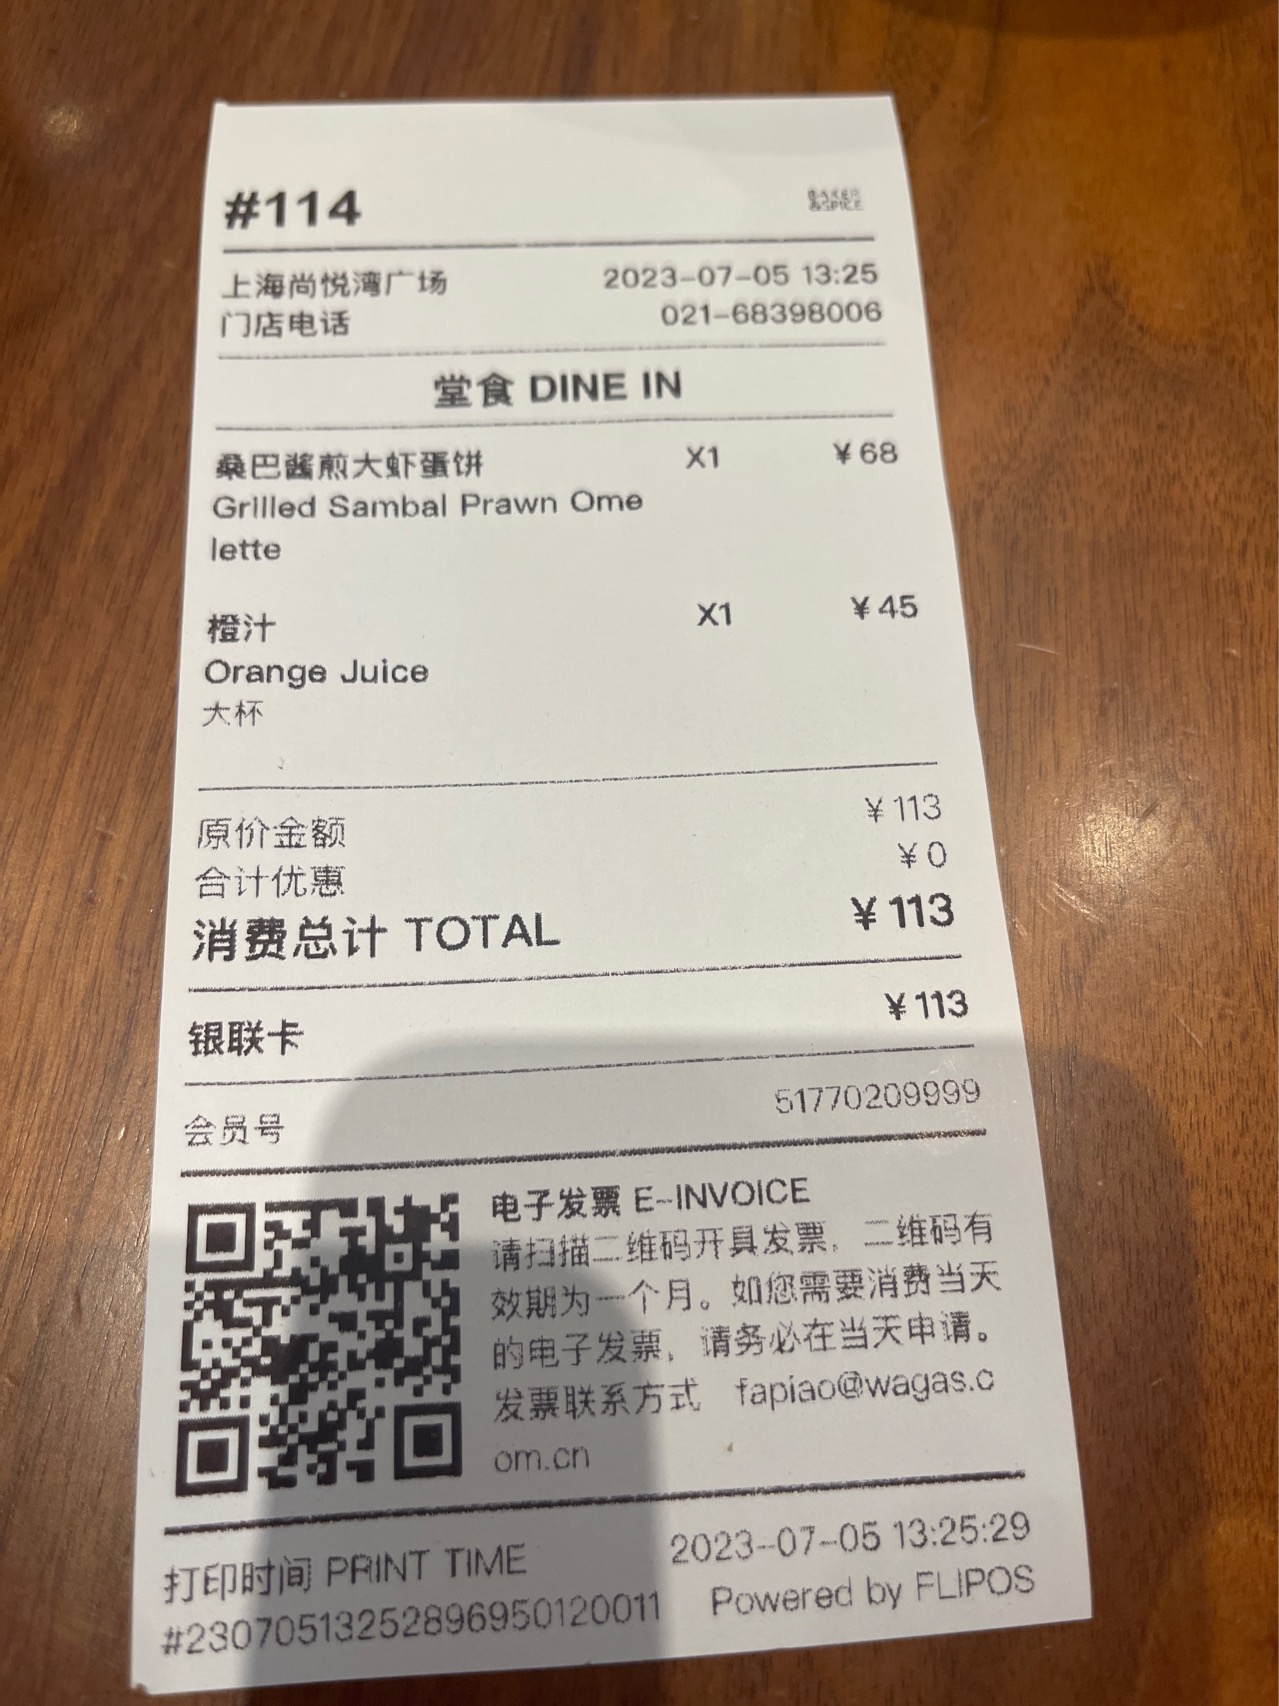 #114
BAKER
&SPICE
上海尚悦湾广场 2023-07-05 13:25
门店电话 021-68398006
堂食 DINE IN
桑巴酱煎大虾蛋饼 X1 ¥68
Grilled Sambal Prawn Ome
lette
橙汁 X1 ¥45
Orange Juice
大杯
原价金额 ¥113
合计优惠 ¥0
消费总计 TOTAL ¥113
银联卡 ¥113
会员号 51770209999
电子发票 E-INVOICE
请扫描二维码开具发票，二维码有
效期为一个月。如您需要消费当天
的电子发票，请务必在当天申请。
发票联系方式 fapiao@wagas.c
om.cn
打印时间 PRINT TIME 2023-07-05 13:25:29
#23070513252896950120011 Powered by FLIPOS